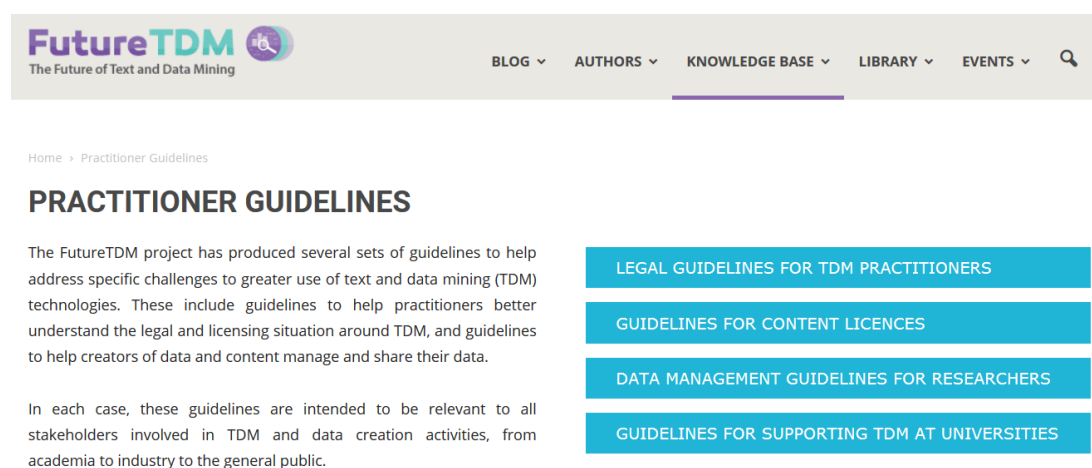 FutureTDM
The Future of Text and Data Mining
BLOG
AUTHORS
KNOWLEDGE BASE
LIBRARY
EVENTS
Home › Practitioner Guidelines
PRACTITIONER GUIDELINES
The FutureTDM project has produced several sets of guidelines to help
address specific challenges to greater use of text and data mining (TDM)
technologies. These include guidelines to help practitioners better
understand the legal and licensing situation around TDM, and guidelines
to help creators of data and content manage and share their data.
In each case, these guidelines are intended to be relevant to all
stakeholders involved in TDM and data creation activities, from
academia to industry to the general public.
LEGAL GUIDELINES FOR TDM PRACTITIONERS
GUIDELINES FOR CONTENT LICENCES
DATA MANAGEMENT GUIDELINES FOR RESEARCHERS
GUIDELINES FOR SUPPORTING TDM AT UNIVERSITIES